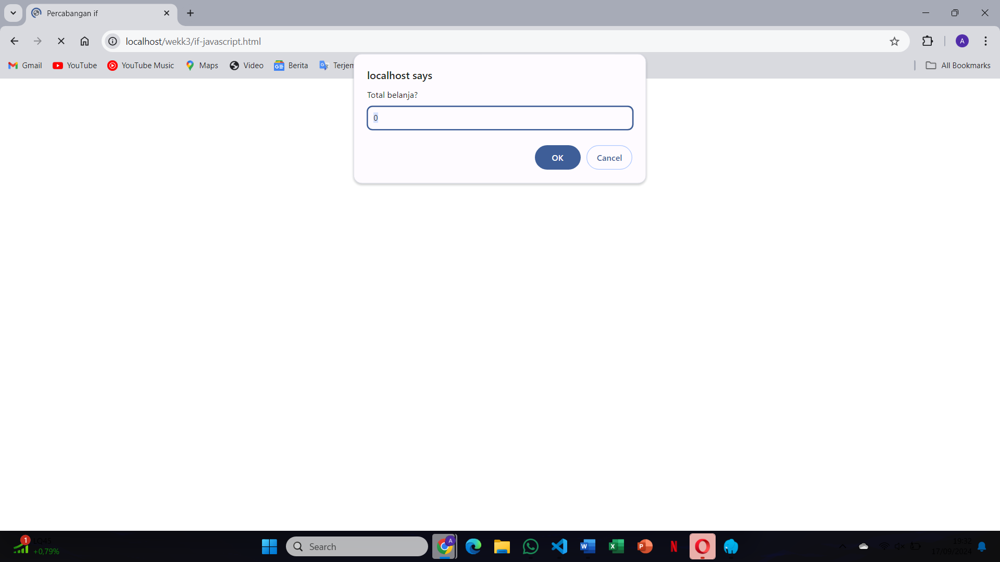 Percabangan if
localhost/wekk3/if-javascript.html
A
Gmail
YouTube
YouTube Music
Maps
Video
Berita
Terjem
All Bookmarks
localhost says
Total belanja?
0
OK
Cancel
1
LQ45
+0,79%
Search
A
19:32
17/09/2024